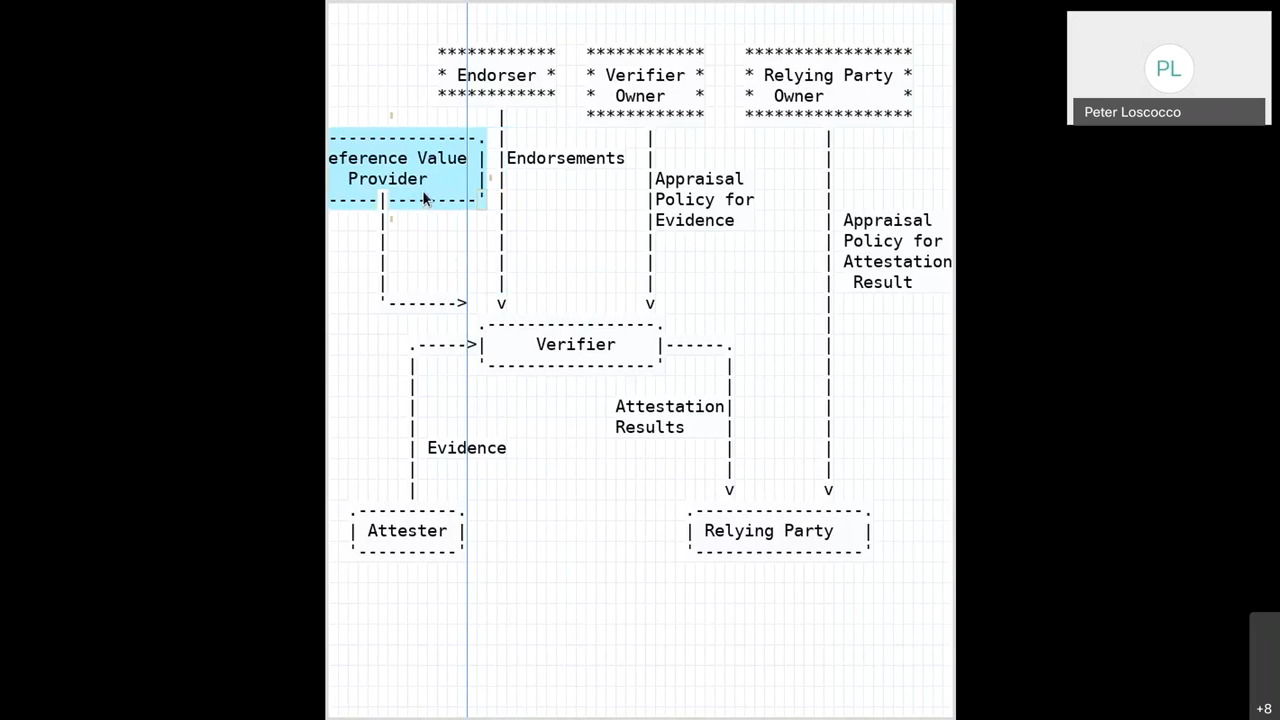 ************ ************ *****************
* Endorser * * Verifier * * Relying Party *
************ * Owner * * Owner *
************ *****************
eference Value
Provider
Endorsements
Appraisal
Policy for
Evidence
Appraisal
Policy for
Attestation
Result
Verifier
Attestation
Results
Evidence
Attester
Relying Party
PL
Peter Loscocco
+8